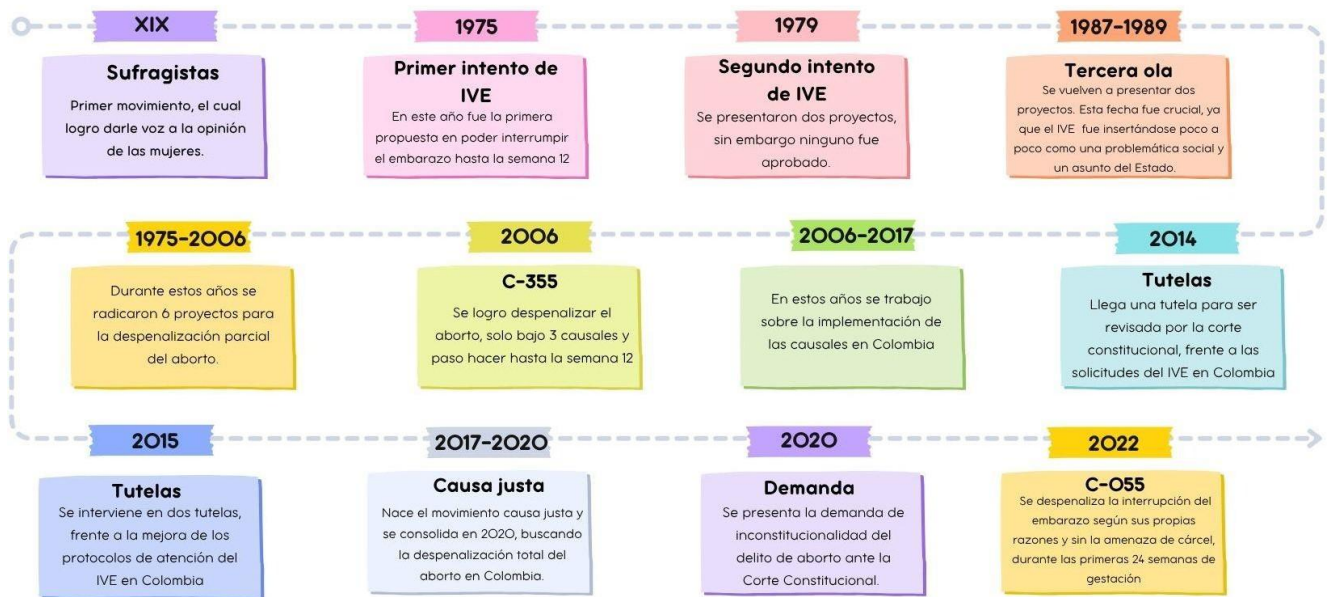 XIX
Sufragistas
Primer movimiento, el cual
logro darle voz a la opinión
de las mujeres.
1975
Primer intento de
IVE
En este año fue la primera
propuesta en poder interrumpir
el embarazo hasta la semana 12
1979
Segundo intento
de IVE
Se presentaron dos proyectos,
sin embargo ninguno fue
aprobado.
1987-1989
Tercera ola
Se vuelven a presentar dos
proyectos. Esta fecha fue crucial, ya
que el IVE fue insertándose poco a
poco como una problemática social y
un asunto del Estado.
1975-2006
Durante estos años se
radicaron 6 proyectos para
la despenalización parcial
del aborto.
2006
C-355
Se logro despenalizar el
aborto, solo bajo 3 causales y
paso hacer hasta la semana 12
2006-2017
En estos años se trabajo
sobre la implementación de
las causales en Colombia
2014
Tutelas
Llega una tutela para ser
revisada por la corte
constitucional, frente a las
solicitudes del IVE en Colombia
2015
Tutelas
Se interviene en dos tutelas,
frente a la mejora de los
protocolos de atención del
IVE en Colombia
2017-2020
Causa justa
Nace el movimiento causa justa y
se consolida en 2020, buscando
la despenalización total del
aborto en Colombia.
2020
Demanda
Se presenta la demanda de
inconstitucionalidad del
delito de aborto ante la
Corte Constitucional.
2022
C-055
Se despenaliza la interrupción del
embarazo según sus propias
razones y sin la amenaza de cárcel,
durante las primeras 24 semanas de
gestación